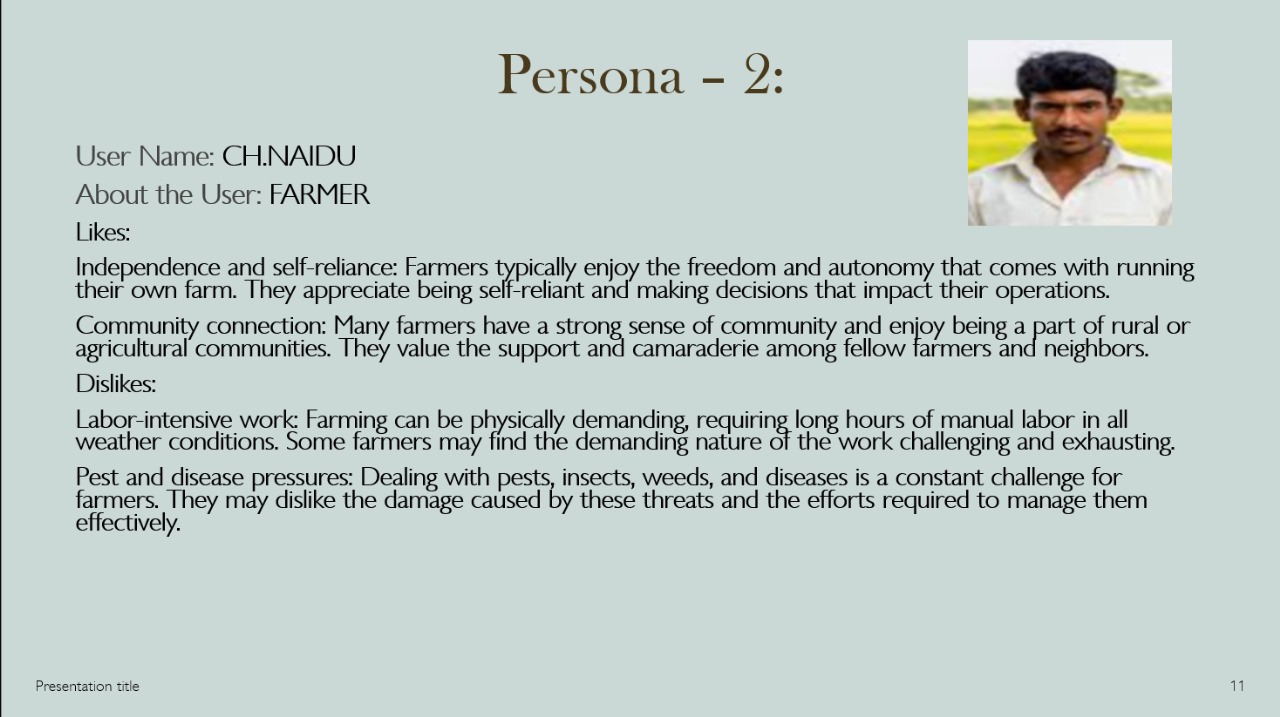 Persona – 2:
User Name: CH.NAIDU
About the User: FARMER
Likes:
Independence and self-reliance: Farmers typically enjoy the freedom and autonomy that comes with running
their own farm. They appreciate being self-reliant and making decisions that impact their operations.
Community connection: Many farmers have a strong sense of community and enjoy being a part of rural or
agricultural communities. They value the support and camaraderie among fellow farmers and neighbors.
Dislikes:
Labor-intensive work: Farming can be physically demanding, requiring long hours of manual labor in all
weather conditions. Some farmers may find the demanding nature of the work challenging and exhausting.
Pest and disease pressures: Dealing with pests, insects, weeds, and diseases is a constant challenge for
farmers. They may dislike the damage caused by these threats and the efforts required to manage them
effectively.
Presentation title
11